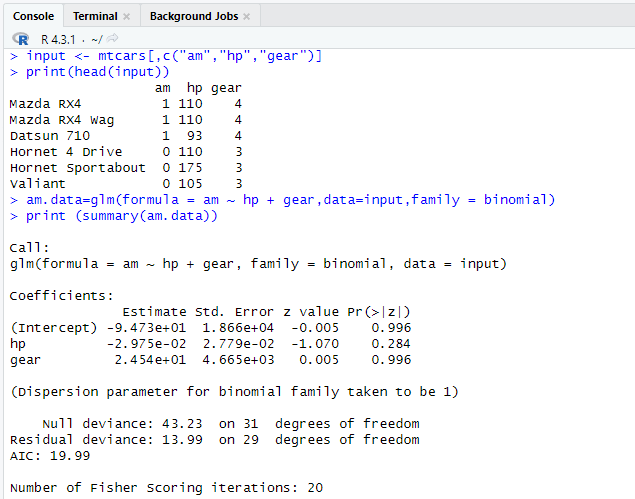 Console Terminal × Background Jobs ×
R 4.3.1 · ~/
> input <- mtcars[,c("am","hp","gear")]
> print(head(input))
                  am  hp gear
Mazda RX4          1 110    4
Mazda RX4 Wag      1 110    4
Datsun 710         1  93    4
Hornet 4 Drive     0 110    3
Hornet Sportabout  0 175    3
Valiant            0 105    3
> am.data=glm(formula = am ~ hp + gear,data=input,family = binomial)
> print (summary(am.data))

Call:
glm(formula = am ~ hp + gear, family = binomial, data = input)

Coefficients:
              Estimate Std. Error z value Pr(>|z|)
(Intercept) -9.473e+01  1.866e+04  -0.005    0.996
hp          -2.975e-02  2.779e-02  -1.070    0.284
gear         2.454e+01  4.665e+03   0.005    0.996

(Dispersion parameter for binomial family taken to be 1)

    Null deviance: 43.23  on 31  degrees of freedom
Residual deviance: 13.99  on 29  degrees of freedom
AIC: 19.99

Number of Fisher Scoring iterations: 20